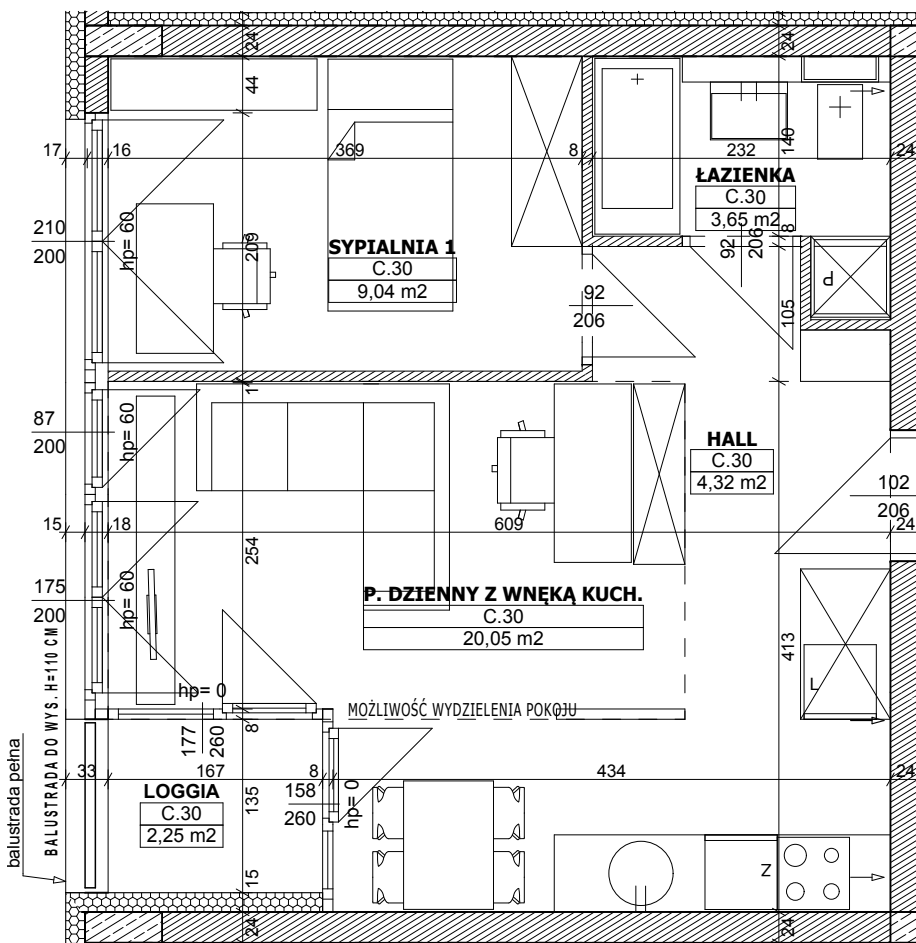 24
24
44
17
16
369
8
232
140
24
ŁAZIENKA
C.30
3,65 m2
8
210
200
hp= 60
209
SYPIALNIA 1
C.30
9,04 m2
92
206
92
206
P
105
1
87
200
hp= 60
HALL
C.30
4,32 m2
102
206
15
18
609
24
254
175
200
hp= 60
P. DZIENNY Z WNĘKĄ KUCH.
C.30
20,05 m2
413
L
hp= 0
MOŻLIWOŚĆ WYDZIELENIA POKOJU
177
260
8
33
167
8
434
24
LOGGIA
C.30
2,25 m2
135
158
260
hp= 0
BALUSTRADA DO WYS. H=110 CM
balustrada pełna
Z
15
24
24